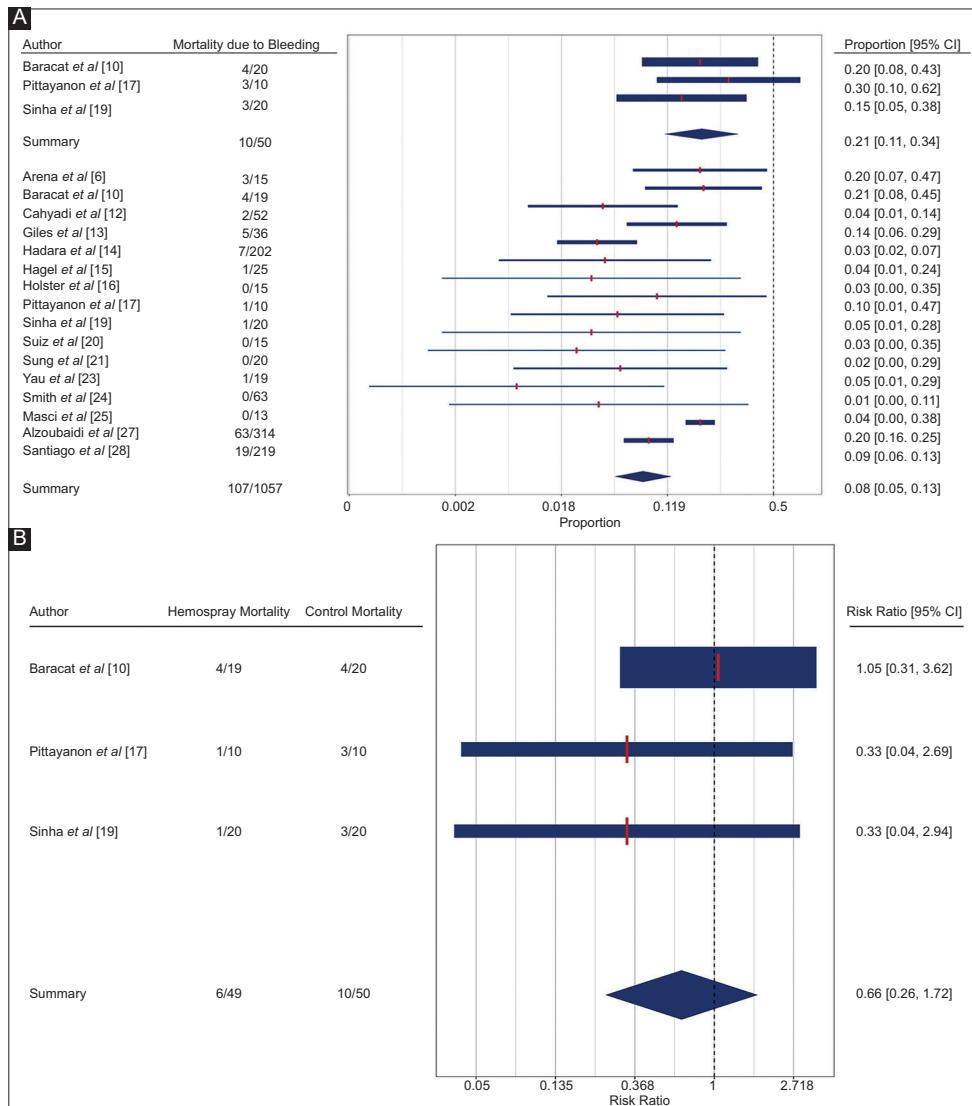 A
Author Mortality due to Bleeding Proportion [95% CI]
Baracat et al [10] 4/20 0.20 [0.08, 0.43]
Pittayanon et al [17] 3/10 0.30 [0.10, 0.62]
Sinha et al [19] 3/20 0.15 [0.05, 0.38]
Summary 10/50 0.21 [0.11, 0.34]
Arena et al [6] 3/15 0.20 [0.07, 0.47]
Baracat et al [10] 4/19 0.21 [0.08, 0.45]
Cahyadi et al [12] 2/52 0.04 [0.01, 0.14]
Giles et al [13] 5/36 0.14 [0.06, 0.29]
Hadara et al [14] 7/202 0.03 [0.02, 0.07]
Hagel et al [15] 1/25 0.04 [0.01, 0.24]
Holster et al [16] 0/15 0.03 [0.00, 0.35]
Pittayanon et al [17] 1/10 0.10 [0.01, 0.47]
Sinha et al [19] 1/20 0.05 [0.01, 0.28]
Suiz et al [20] 0/15 0.03 [0.00, 0.35]
Sung et al [21] 0/20 0.02 [0.00, 0.29]
Yau et al [23] 1/19 0.05 [0.01, 0.29]
Smith et al [24] 0/63 0.01 [0.00, 0.11]
Masci et al [25] 0/13 0.04 [0.00, 0.38]
Alzoubaidi et al [27] 63/314 0.20 [0.16. 0.25]
Santiago et al [28] 19/219 0.09 [0.06. 0.13]
Summary 107/1057 0.08 [0.05, 0.13]
0 0.002 0.018 0.119 0.5
Proportion
B
Author Hemospray Mortality Control Mortality Risk Ratio [95% CI]
Baracat et al [10] 4/19 4/20 1.05 [0.31, 3.62]
Pittayanon et al [17] 1/10 3/10 0.33 [0.04, 2.69]
Sinha et al [19] 1/20 3/20 0.33 [0.04, 2.94]
Summary 6/49 10/50 0.66 [0.26, 1.72]
0.05 0.135 0.368 1 2.718
Risk Ratio